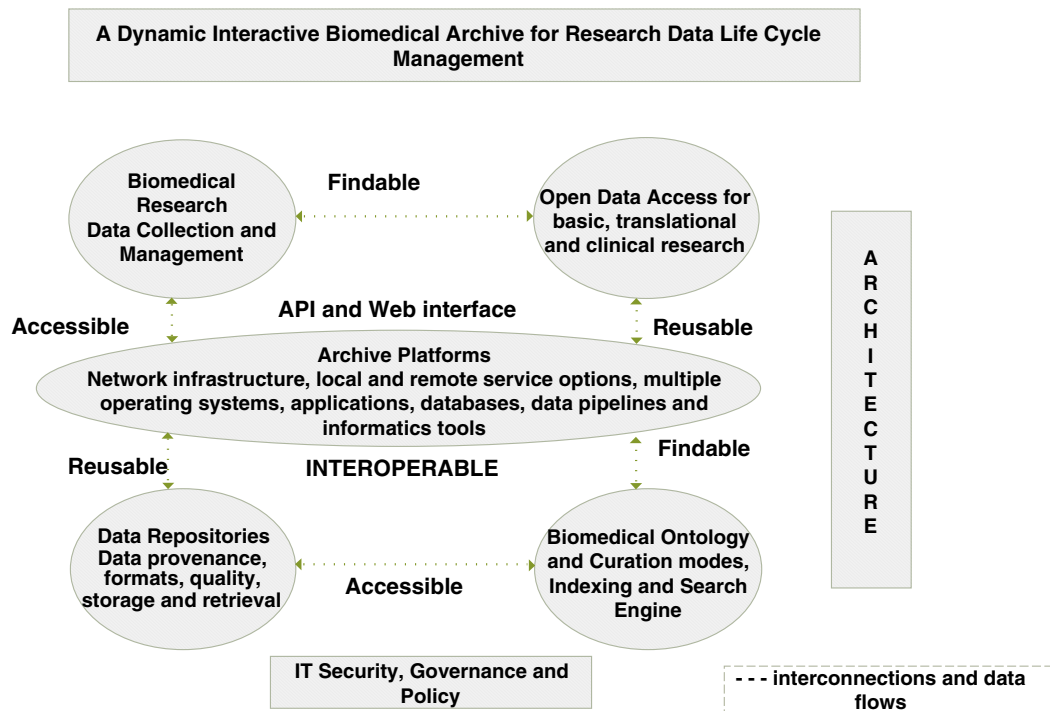 A Dynamic Interactive Biomedical Archive for Research Data Life Cycle
Management
Biomedical
Research
Data Collection and
Management
Findable
Open Data Access for
basic, translational
and clinical research
Accessible
API and Web interface
Reusable
Archive Platforms
Network infrastructure, local and remote service options, multiple
operating systems, applications, databases, data pipelines and
informatics tools
Reusable
INTEROPERABLE
Findable
Data Repositories
Data provenance,
formats, quality,
storage and retrieval
Accessible
Biomedical Ontology
and Curation modes,
Indexing and Search
Engine
A
R
C
H
I
T
E
C
T
U
R
E
IT Security, Governance and
Policy
- - - interconnections and data
flows